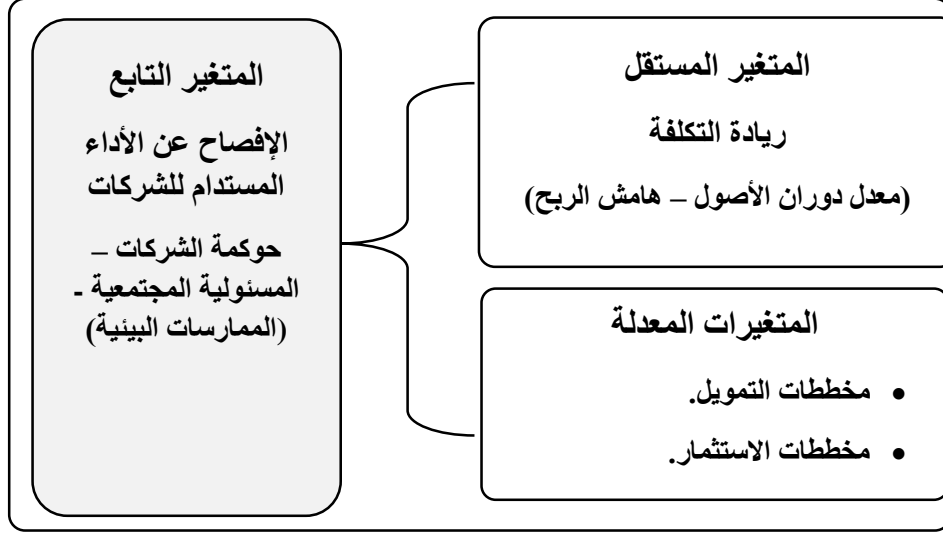 المتغير المستقل
ريادة التكلفة
(معدل دوران الأصول – هامش الربح)
المتغيرات المعدلة
• مخططات التمويل.
• مخططات الاستثمار.
المتغير التابع
الإفصاح عن الأداء
المستدام للشركات
حوكمة الشركات –
المسئولية المجتمعية -
الممارسات البيئية)